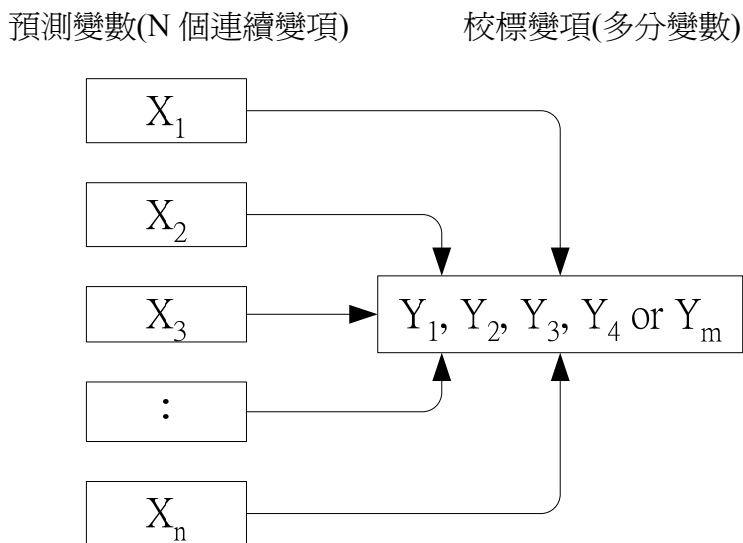 預測變數(N 個連續變項) 校標變項(多分變數)
X₁
X₂
X₃
Y₁, Y₂, Y₃, Y₄ or Yₘ
:
Xₙ